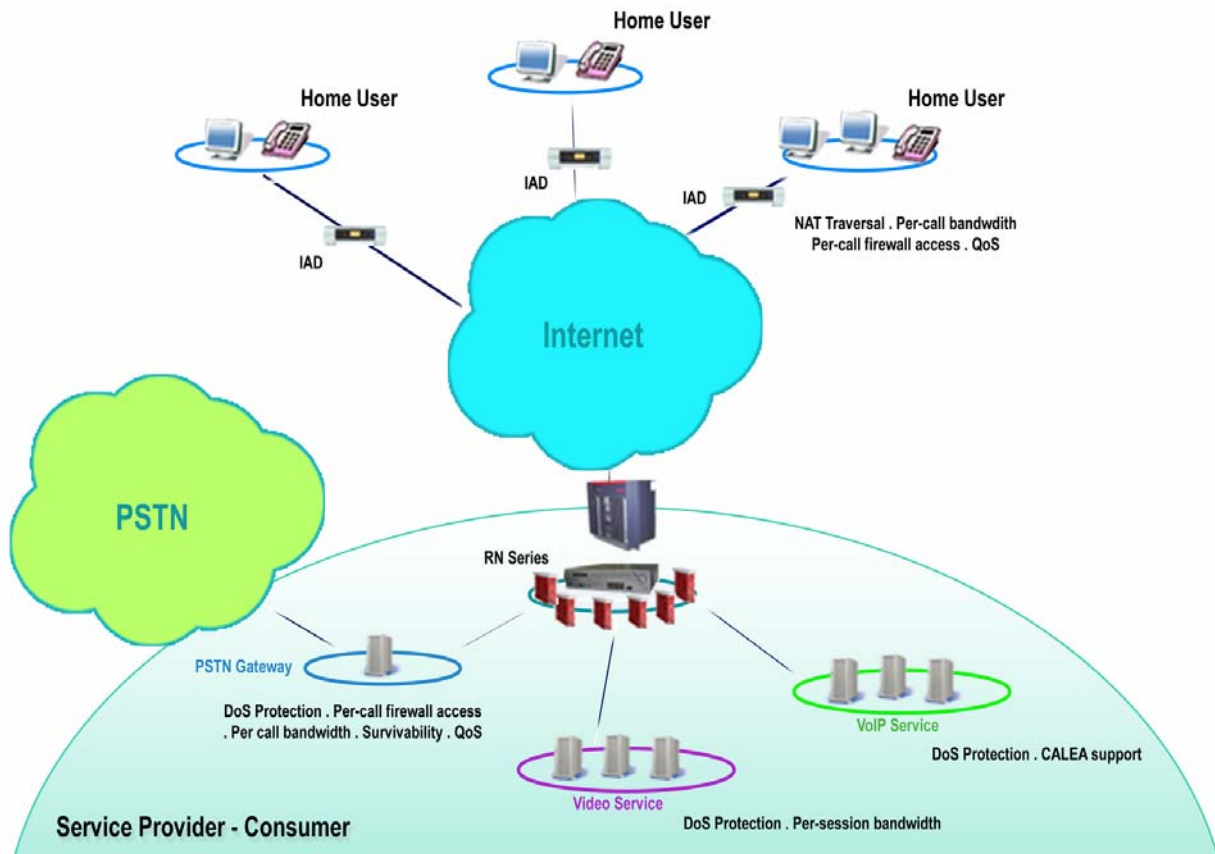 Home User
Home User
Home User
IAD
IAD
IAD
NAT Traversal . Per-call bandwdith
Per-call firewall access . QoS
Internet
PSTN
RN Series
PSTN Gateway
DoS Protection . Per-call firewall access
. Per call bandwidth . Survivability . QoS
VoIP Service
DoS Protection . CALEA support
Video Service
DoS Protection . Per-session bandwidth
Service Provider - Consumer